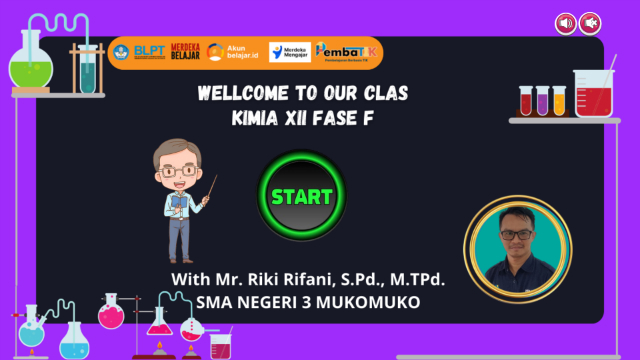 BLPT
MERDEKA
BELAJAR
Akun
belajar.id
Merdeka
Mengajar
PembaTIK
WELLCOME TO OUR CLAS
KIMIA XII FASE F
START
With Mr. Riki Rifani, S.Pd., M.TPd.
SMA NEGERI 3 MUKOMUKO